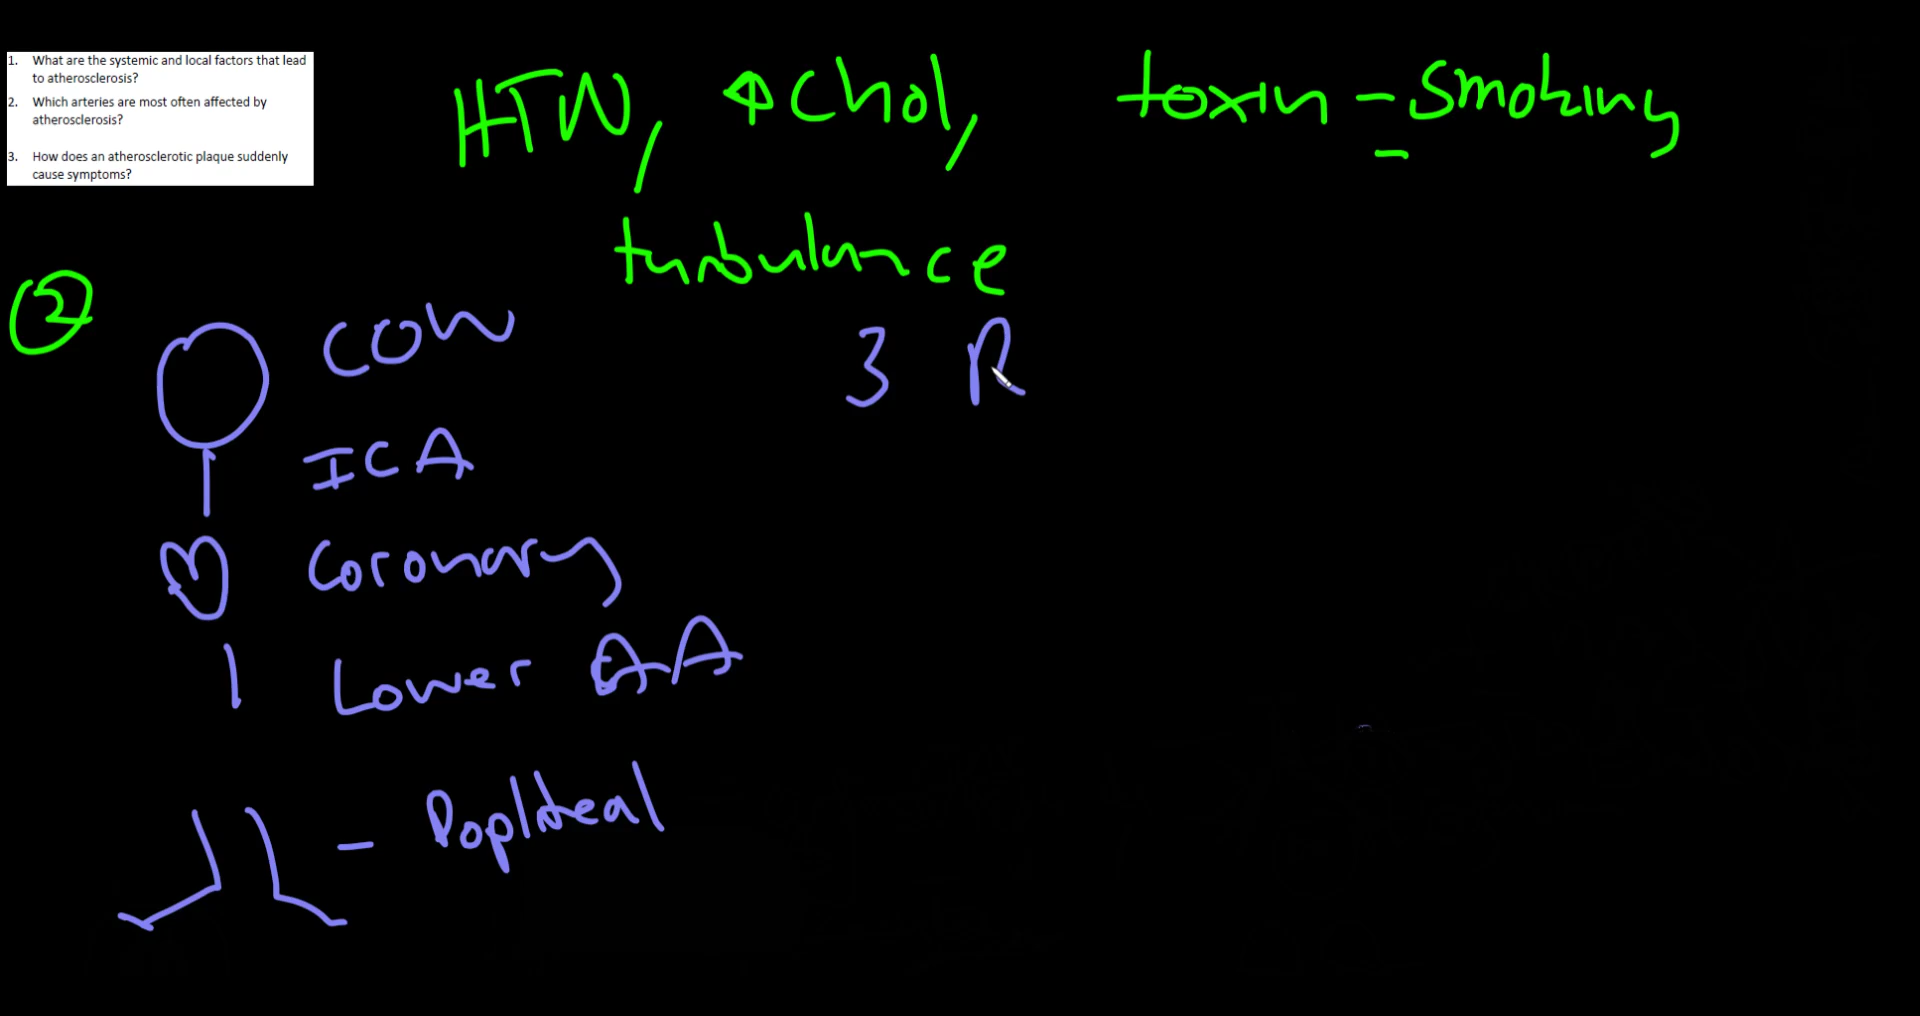 1. What are the systemic and local factors that lead
to atherosclerosis?
2. Which arteries are most often affected by
atherosclerosis?
3. How does an atherosclerotic plaque suddenly
cause symptoms?
HTN, ↑ Chol, toxin - Smoking
turbulance
2
COW
3 R
ICA
Coronary
Lower AA
- Popliteal